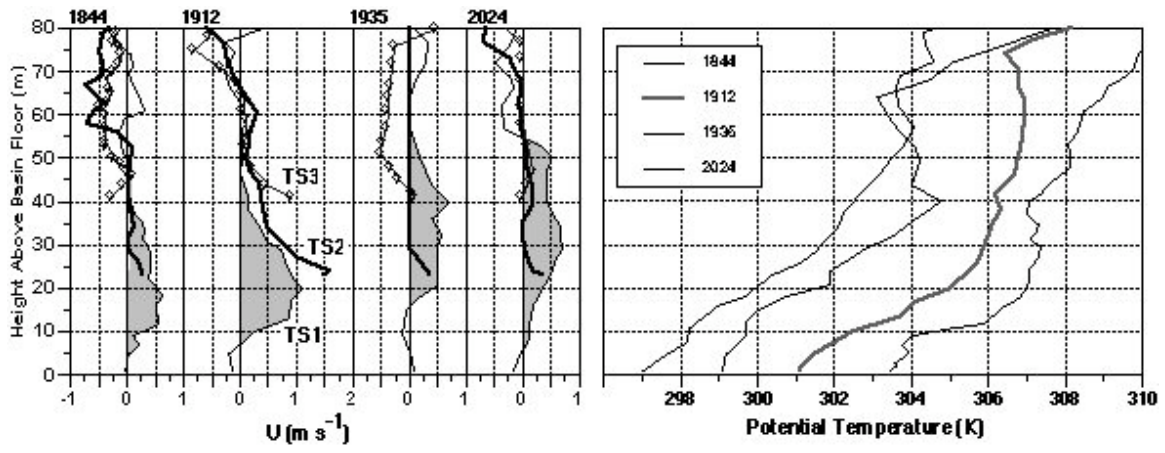 1844 1912 1935 2024
Height Above Basin Floor (m)
80
70
60
50
40
30
20
10
0
TS3
TS2
TS1
-1 0 1 0 1 0 1 0 1
U (m s⁻¹)
1844
1912
1936
2024
298 300 302 304 306 308 310
Potential Temperature (K)